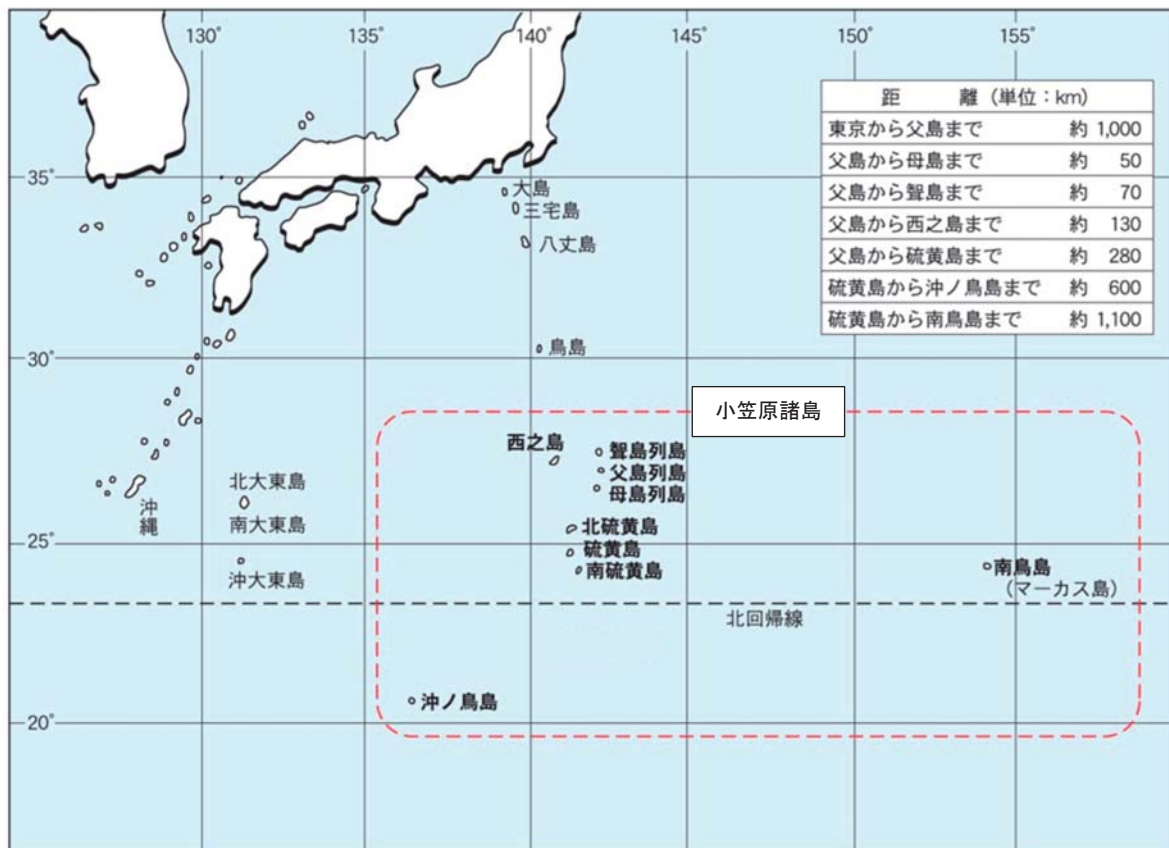 130°
135°
140°
145°
150°
155°
距 離 (単位:km)
東京から父島まで 約 1,000
父島から母島まで 約 50
父島から聟島まで 約 70
父島から西之島まで 約 130
父島から硫黄島まで 約 280
硫黄島から沖ノ鳥島まで 約 600
硫黄島から南鳥島まで 約 1,100
35°
大島
三宅島
八丈島
30°
鳥島
小笠原諸島
西之島
聟島列島
父島列島
母島列島
北大東島
南大東島
沖縄
北硫黄島
25°
硫黄島
南硫黄島
沖大東島
南鳥島
(マーカス島)
北回帰線
沖ノ鳥島
20°